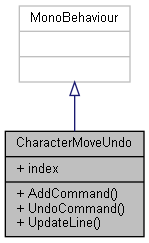 MonoBehaviour
CharacterMoveUndo
+ index
+ AddCommand()
+ UndoCommand()
+ UpdateLine()